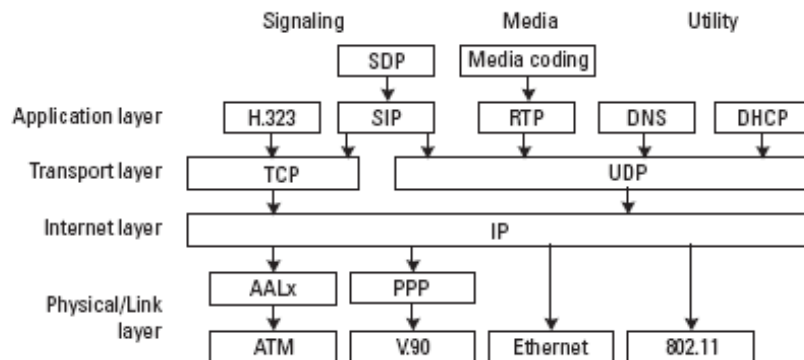 Signaling Media Utility
SDP Media coding
Application layer H.323 SIP RTP DNS DHCP
Transport layer TCP UDP
Internet layer IP
AALx PPP
Physical/Link
layer
ATM V.90 Ethernet 802.11